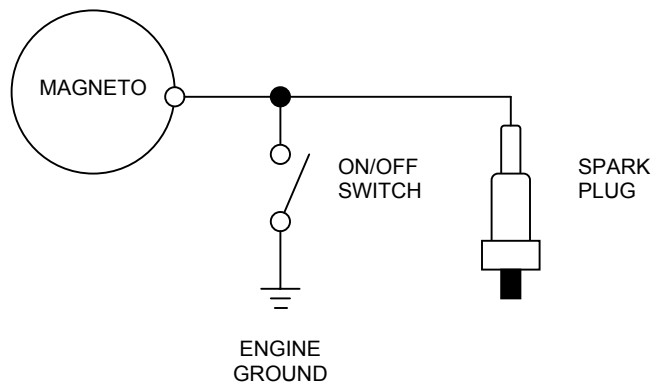 MAGNETO
ON/OFF
SWITCH
SPARK
PLUG
ENGINE
GROUND